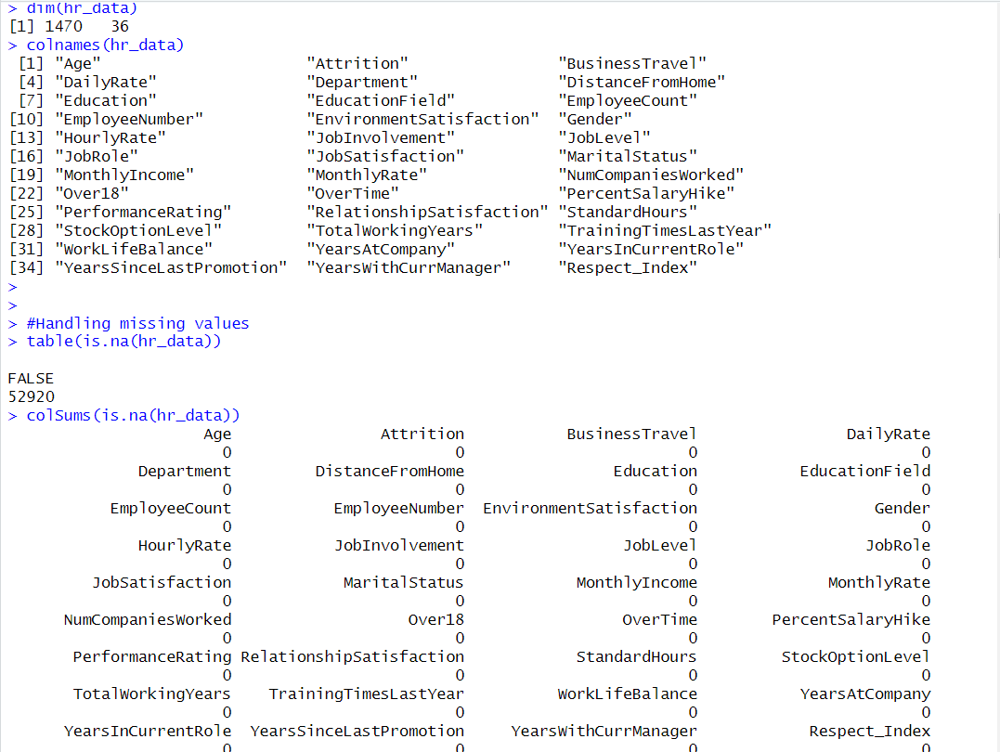 > dim(hr_data)
[1] 1470   36
> colnames(hr_data)
 [1] "Age"                      "Attrition"                "BusinessTravel"
 [4] "DailyRate"                "Department"               "DistanceFromHome"
 [7] "Education"                "EducationField"           "EmployeeCount"
[10] "EmployeeNumber"           "EnvironmentSatisfaction"  "Gender"
[13] "HourlyRate"               "JobInvolvement"           "JobLevel"
[16] "JobRole"                  "JobSatisfaction"          "MaritalStatus"
[19] "MonthlyIncome"            "MonthlyRate"              "NumCompaniesWorked"
[22] "Over18"                   "OverTime"                 "PercentSalaryHike"
[25] "PerformanceRating"        "RelationshipSatisfaction" "StandardHours"
[28] "StockOptionLevel"         "TotalWorkingYears"        "TrainingTimesLastYear"
[31] "WorkLifeBalance"          "YearsAtCompany"           "YearsInCurrentRole"
[34] "YearsSinceLastPromotion"  "YearsWithCurrManager"     "Respect_Index"
>
>
> #Handling missing values
> table(is.na(hr_data))
FALSE
52920
> colSums(is.na(hr_data))
                     Age                Attrition           BusinessTravel                DailyRate
                       0                        0                        0                        0
              Department         DistanceFromHome                Education           EducationField
                       0                        0                        0                        0
           EmployeeCount           EmployeeNumber  EnvironmentSatisfaction                   Gender
                       0                        0                        0                        0
              HourlyRate           JobInvolvement                 JobLevel                  JobRole
                       0                        0                        0                        0
         JobSatisfaction            MaritalStatus            MonthlyIncome              MonthlyRate
                       0                        0                        0                        0
      NumCompaniesWorked                   Over18                 OverTime        PercentSalaryHike
                       0                        0                        0                        0
       PerformanceRating RelationshipSatisfaction            StandardHours         StockOptionLevel
                       0                        0                        0                        0
       TotalWorkingYears    TrainingTimesLastYear          WorkLifeBalance           YearsAtCompany
                       0                        0                        0                        0
      YearsInCurrentRole  YearsSinceLastPromotion     YearsWithCurrManager            Respect_Index
                       0                        0                        0                        0